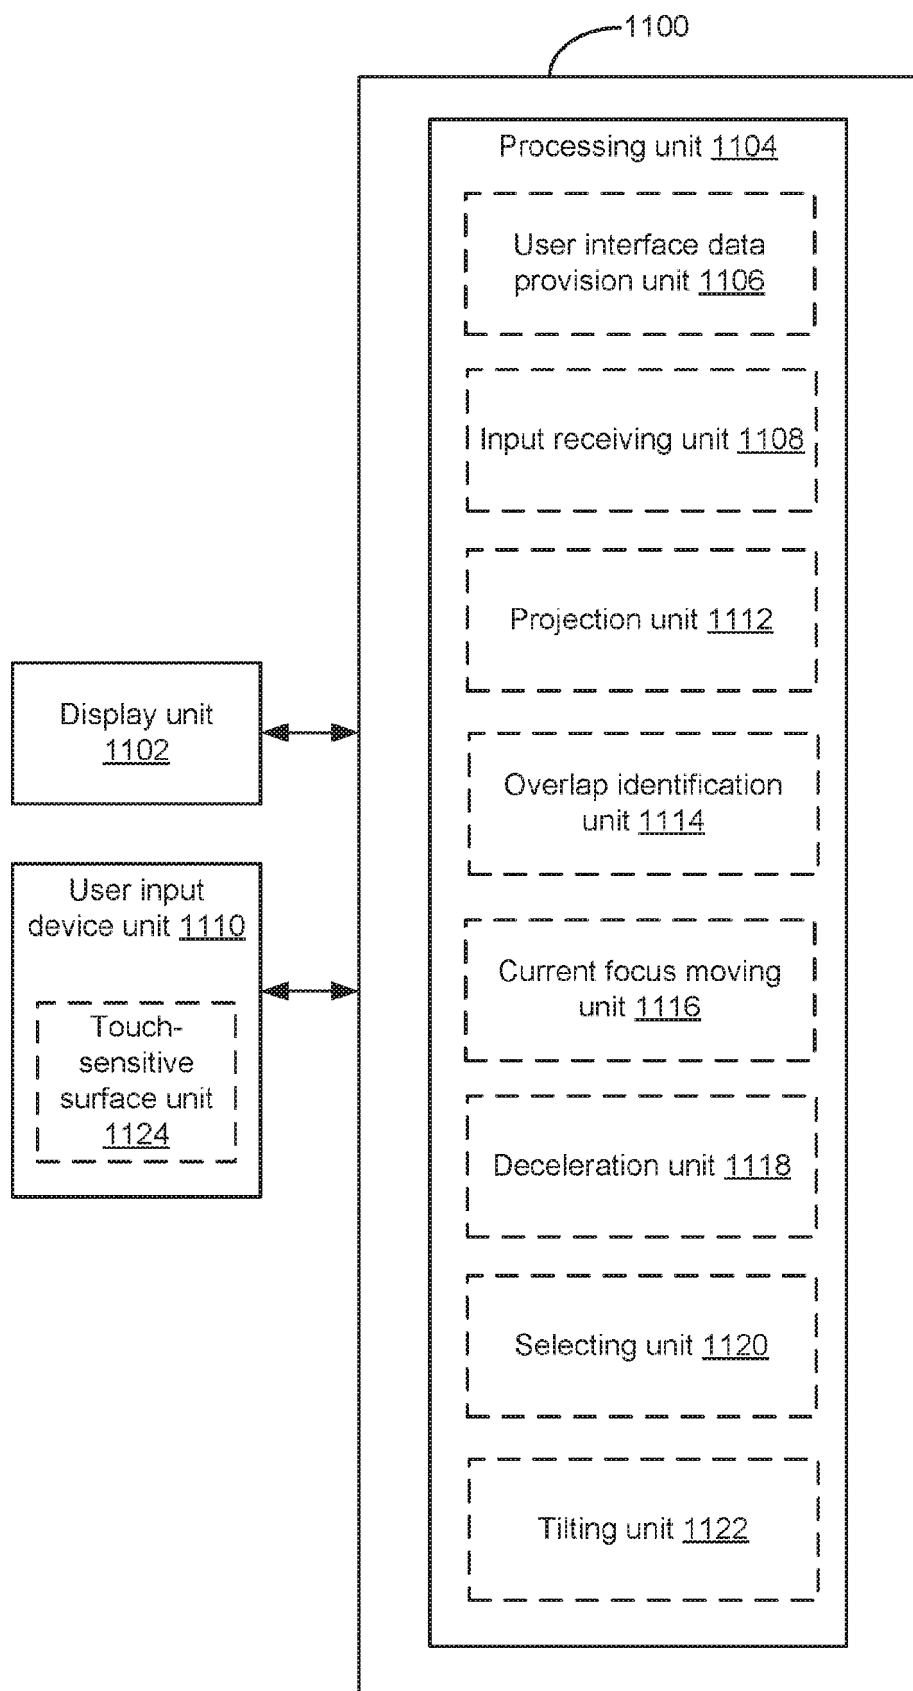 1100
Processing unit 1104
User interface data
provision unit 1106
Input receiving unit 1108
Projection unit 1112
Display unit
1102
Overlap identification
unit 1114
User input
device unit 1110
Current focus moving
unit 1116
Touch-
sensitive
surface unit
1124
Deceleration unit 1118
Selecting unit 1120
Tilting unit 1122